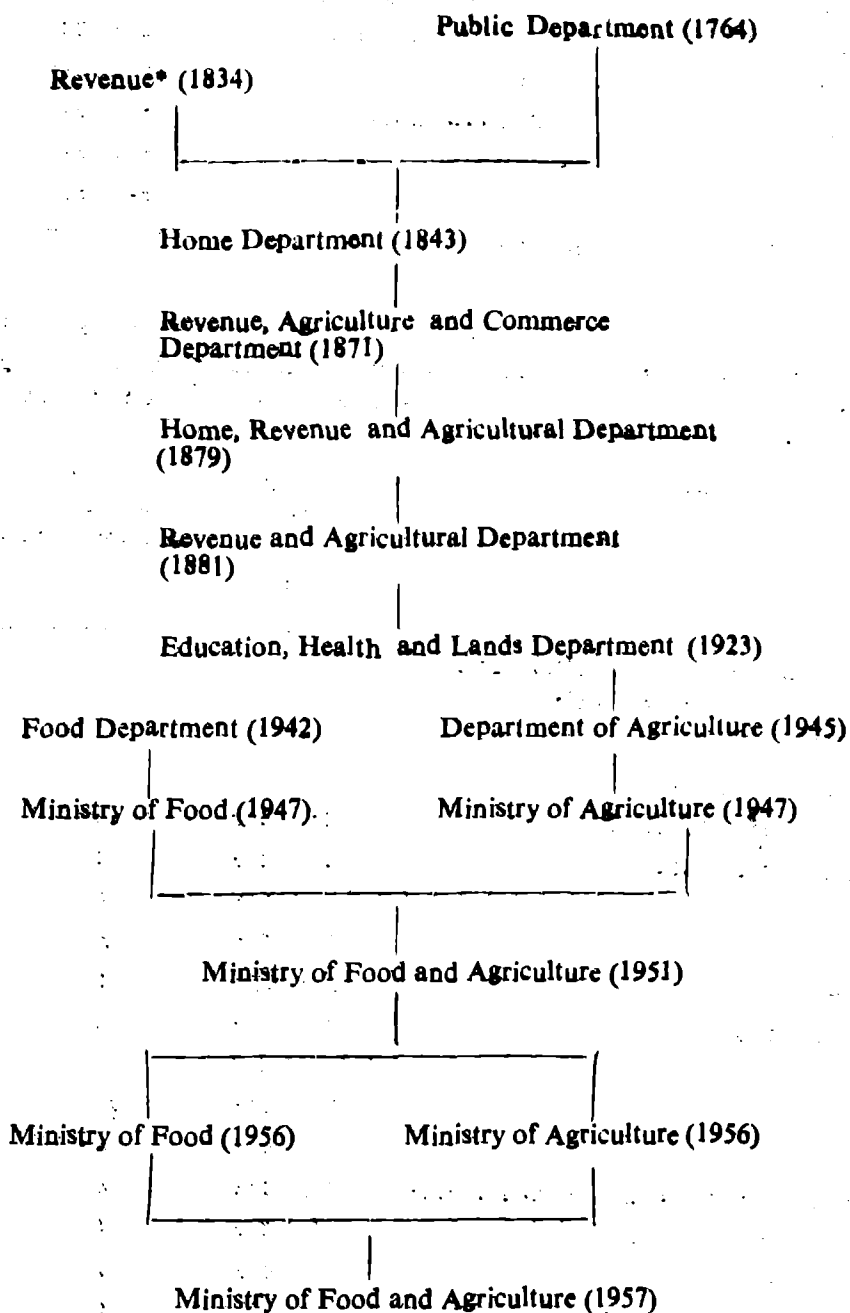 Public Department (1764)
Revenue* (1834)
Home Department (1843)
Revenue, Agriculture and Commerce
Department (1871)
Home, Revenue and Agricultural Department
(1879)
Revenue and Agricultural Department
(1881)
Education, Health and Lands Department (1923)
Food Department (1942)
Department of Agriculture (1945)
Ministry of Food (1947).
Ministry of Agriculture (1947)
Ministry of Food and Agriculture (1951)
Ministry of Food (1956)
Ministry of Agriculture (1956)
Ministry of Food and Agriculture (1957)